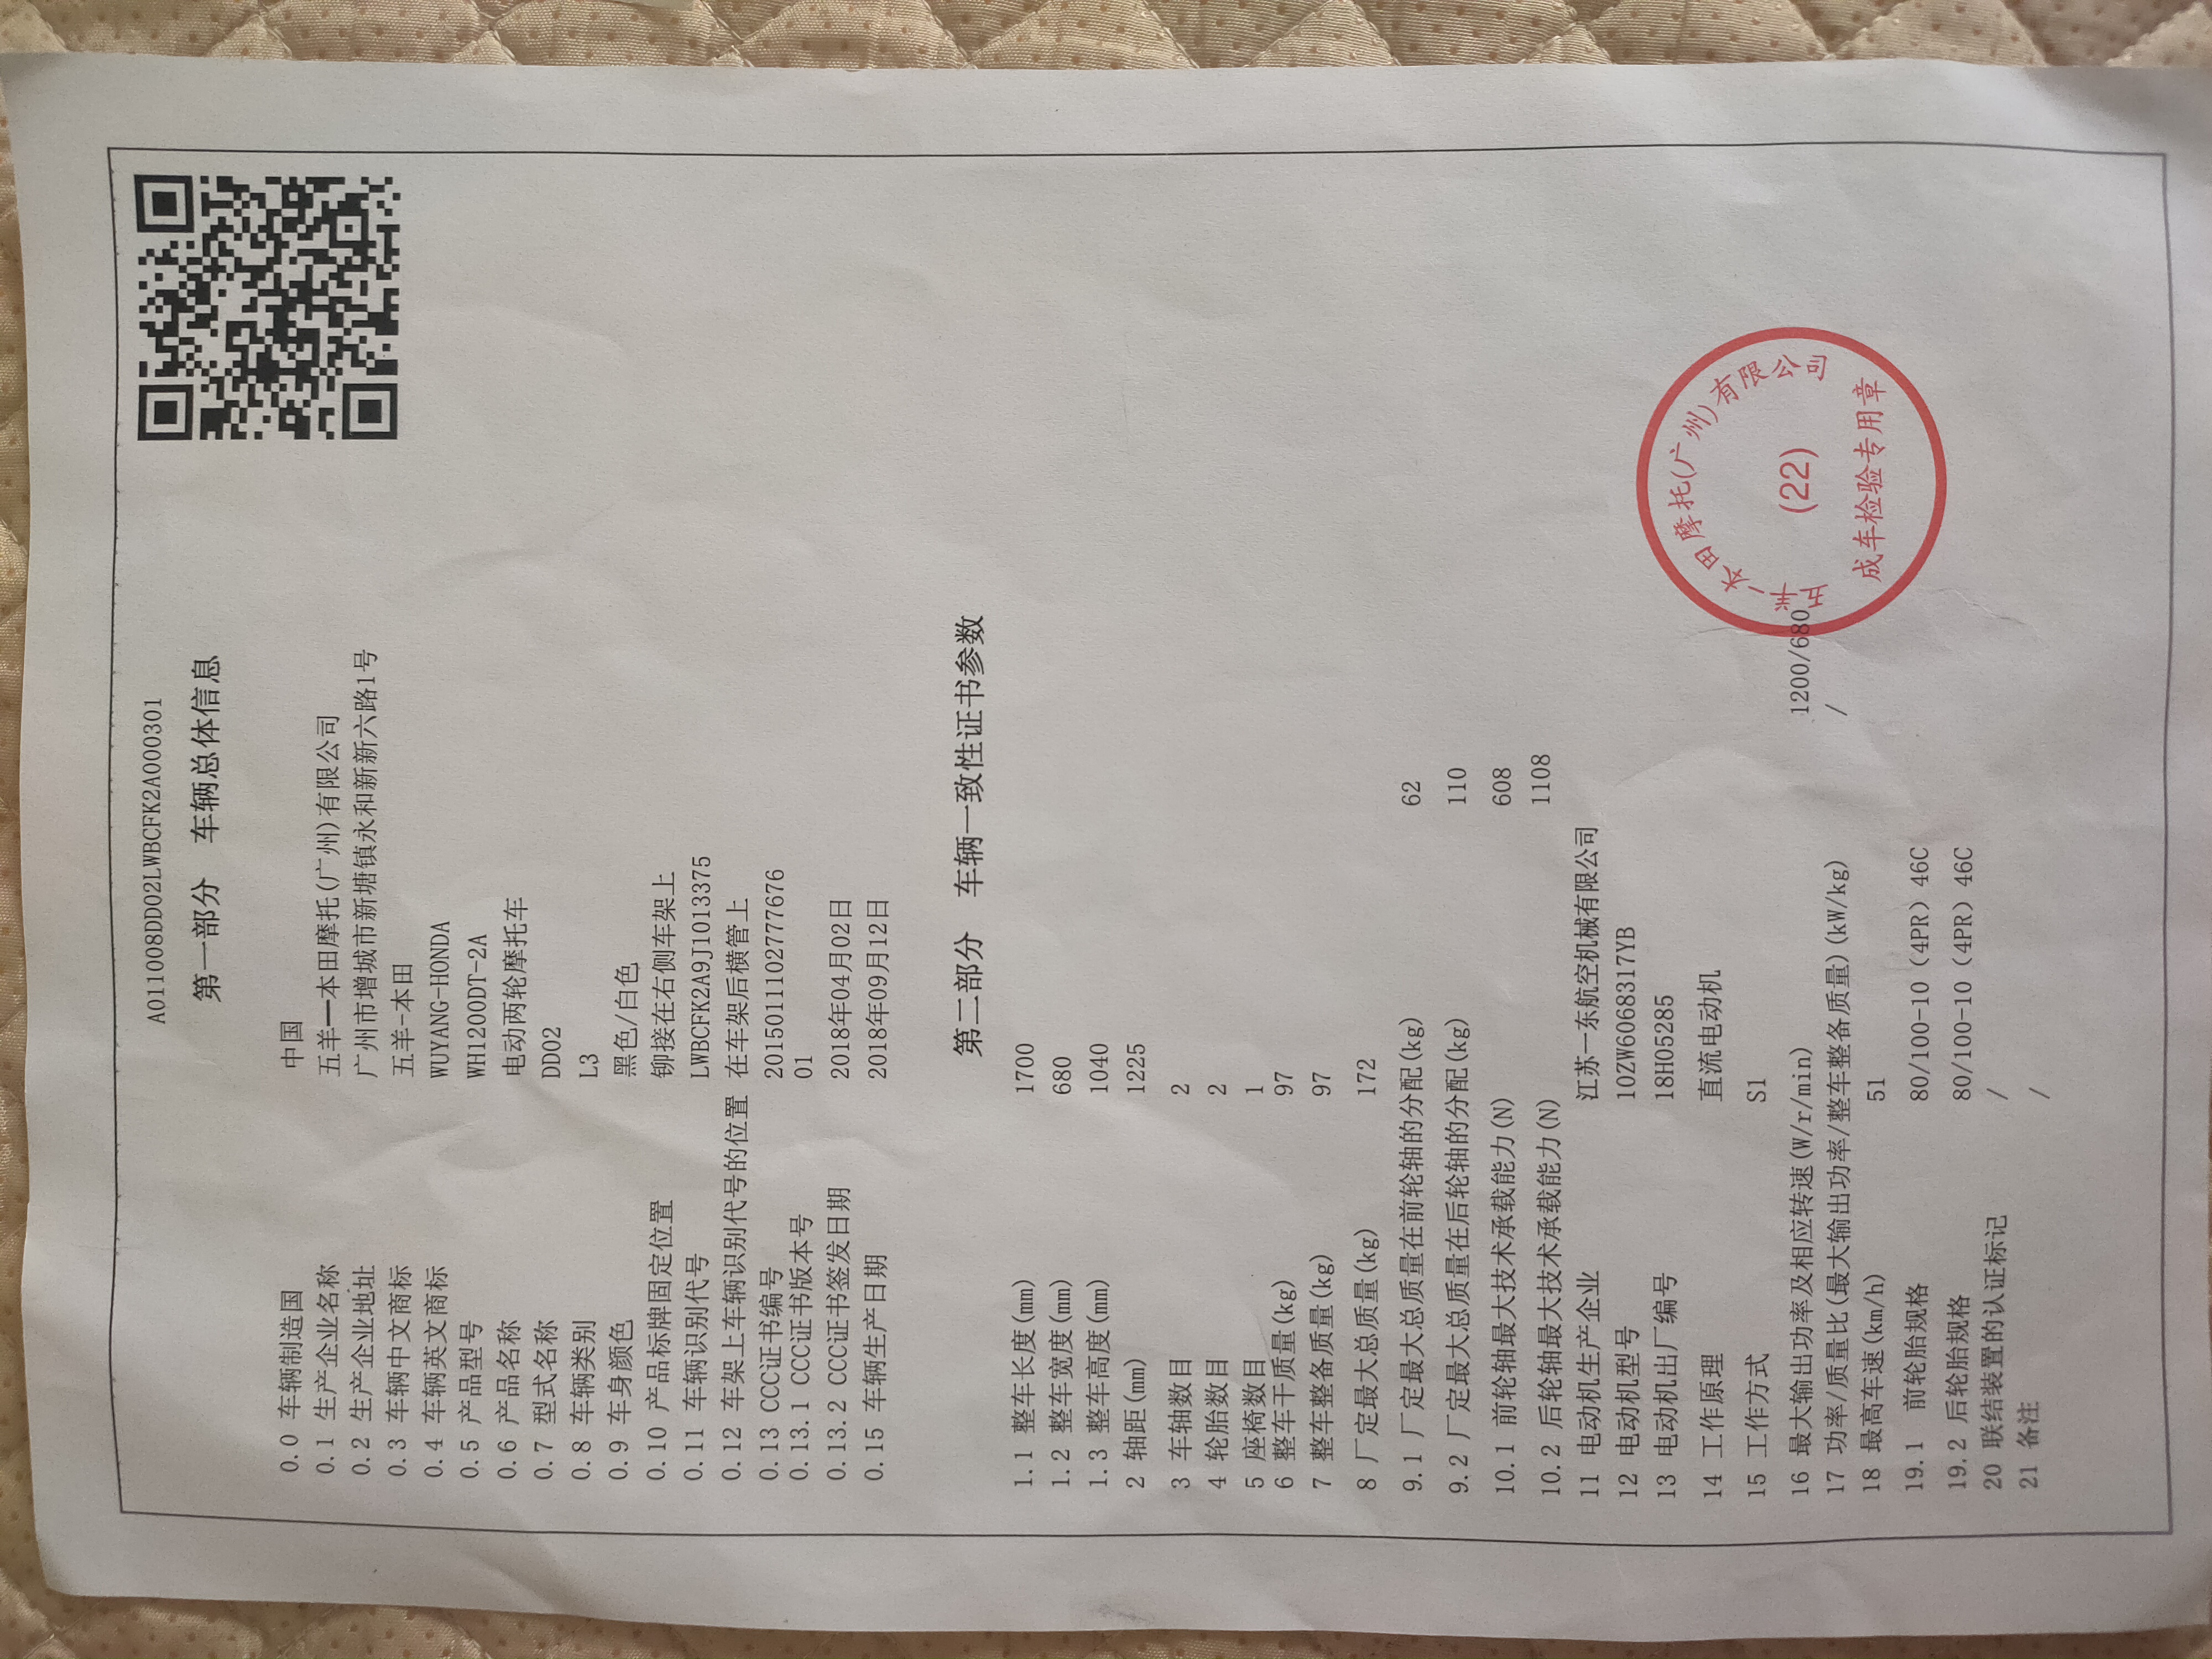 A011008DD02LWBCFK2A000301
第一部分 车辆总体信息
0.0 车辆制造国 中国
0.1 生产企业名称 五羊—本田摩托(广州)有限公司
0.2 生产企业地址 广州市增城市新塘镇永和新新六路1号
0.3 车辆中文商标 五羊-本田
0.4 车辆英文商标 WUYANG-HONDA
0.5 产品型号 WH1200DT-2A
0.6 产品名称 电动两轮摩托车
0.7 型式名称 DD02
0.8 车辆类别 L3
0.9 车身颜色 黑色/白色
0.10 产品标牌固定位置 铆接在右侧车架上
0.11 车辆识别代号 LWBCFK2A9J1013375
0.12 车架上车辆识别代号的位置 在车架后横管上
0.13 CCC证书编号 2015011102777676
0.13.1 CCC证书版本号 01
0.13.2 CCC证书签发日期 2018年04月02日
0.15 车辆生产日期 2018年09月12日
第二部分 车辆一致性证书参数
1.1 整车长度(mm) 1700
1.2 整车宽度(mm) 680
1.3 整车高度(mm) 1040
2 轴距(mm) 1225
3 车轴数目 2
4 轮胎数目 2
5 座椅数目 1
6 整车干质量(kg) 97
7 整车整备质量(kg) 97
8 厂定最大总质量(kg) 172
9.1 厂定最大总质量在前轮轴的分配(kg) 62
9.2 厂定最大总质量在后轮轴的分配(kg) 110
10.1 前轮轴最大技术承载能力(N) 608
10.2 后轮轴最大技术承载能力(N) 1108
11 电动机生产企业 江苏一东航空机械有限公司
12 电动机型号 10ZW6068317YB
13 电动机出厂编号 18H05285
14 工作原理 直流电动机
15 工作方式 S1
16 最大输出功率及相应转速(W/r/min) 1200/680
17 功率/质量比(最大输出功率/整车整备质量)(kW/kg) /
18 最高车速(km/h) 51
19.1 前轮胎规格 80/100-10（4PR）46C
19.2 后轮胎规格 80/100-10（4PR）46C
20 联结装置的认证标记 /
21 备注 /
五羊—本田摩托(广州)有限公司
(22)
成车检验专用章